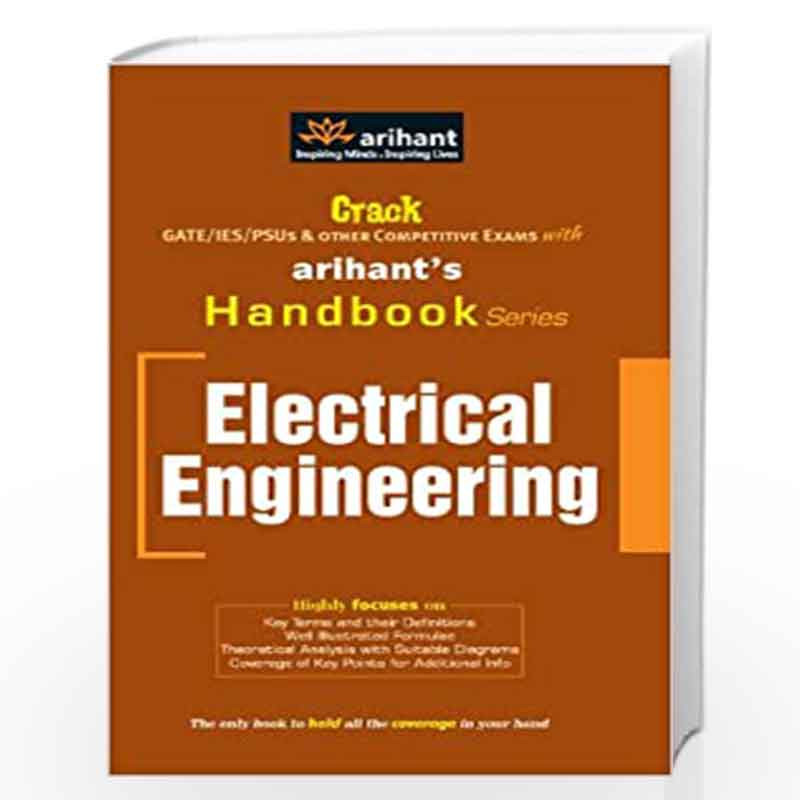 arihant
Inspiring Minds.Inspiring Lives
Crack
GATE/IES/PSUs & OTHER COMPETITIVE EXAMS with
arihant's
Handbook Series
Electrical
Engineering
Highly focuses on
Key Terms and their Definitions
Well Illustrated Formulae
Theoretical Analysis with Suitable Diagrams
Coverage of Key Points for Additional Info
The only book to hold all the coverage in your hand